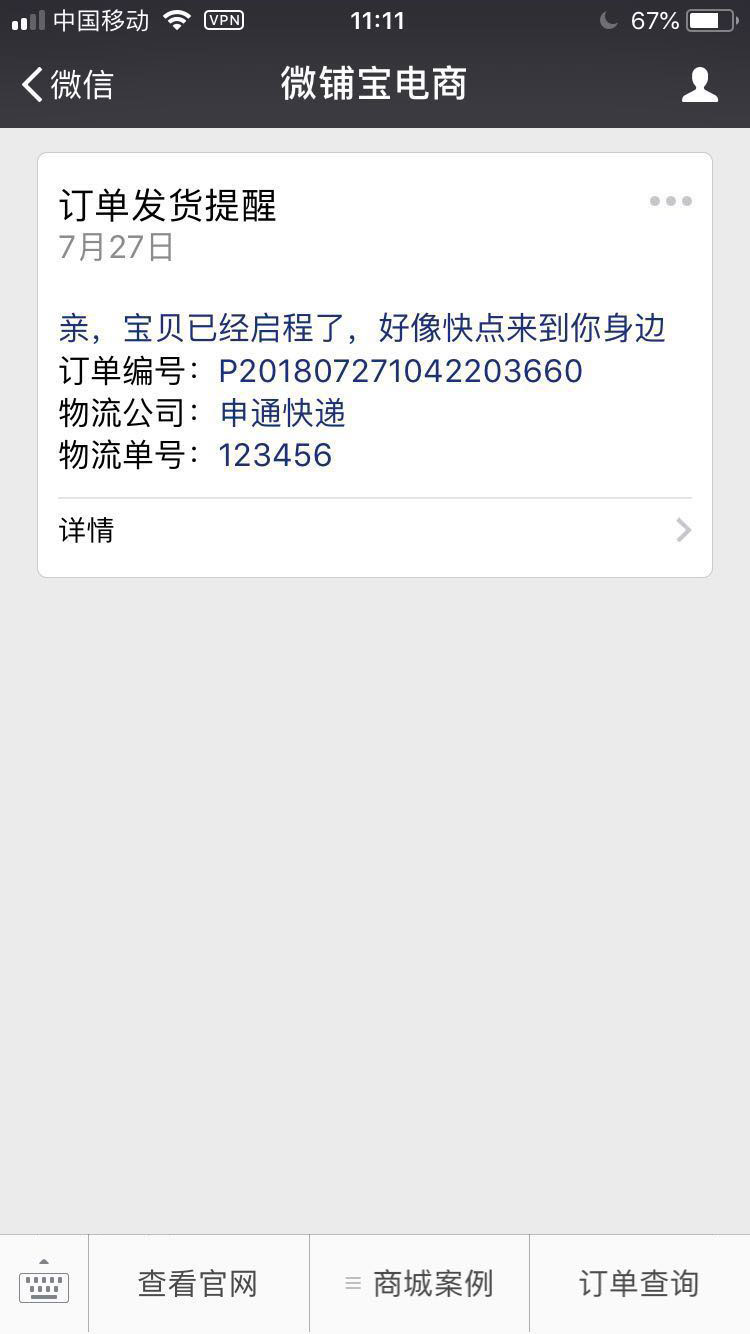 中国移动 VPN 11:11 67%
微信 微铺宝电商
订单发货提醒
7月27日
亲，宝贝已经启程了，好像快点来到你身边
订单编号：P201807271042203660
物流公司：申通快递
物流单号：123456
详情
查看官网 商城案例 订单查询